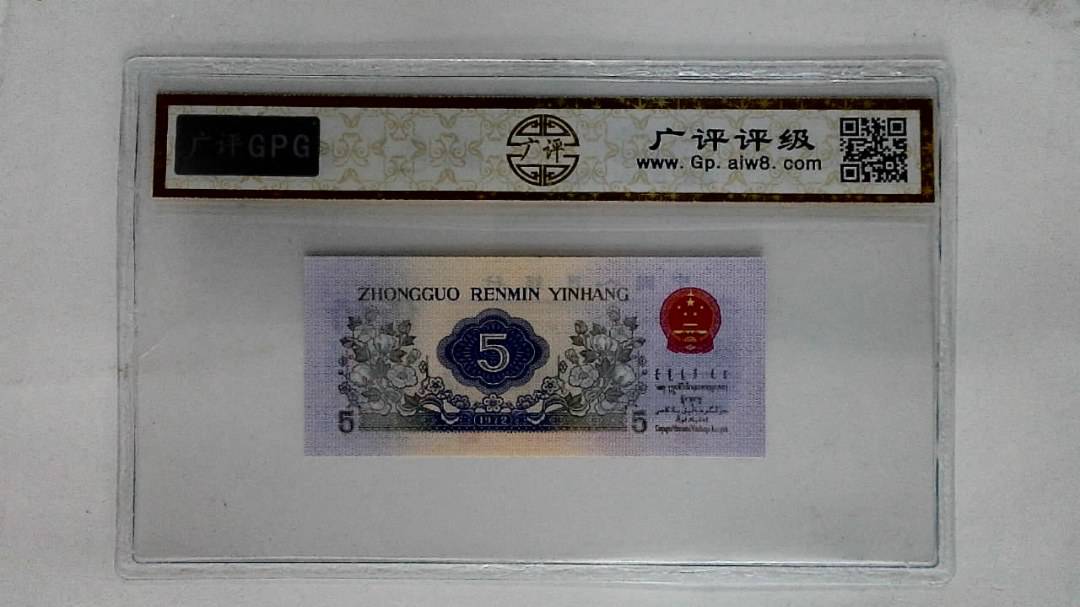 广评GPG
广评
广评评级
www.Gp.aiw8.com
ZHONGGUO RENMIN YINHANG
5
5
1972
5